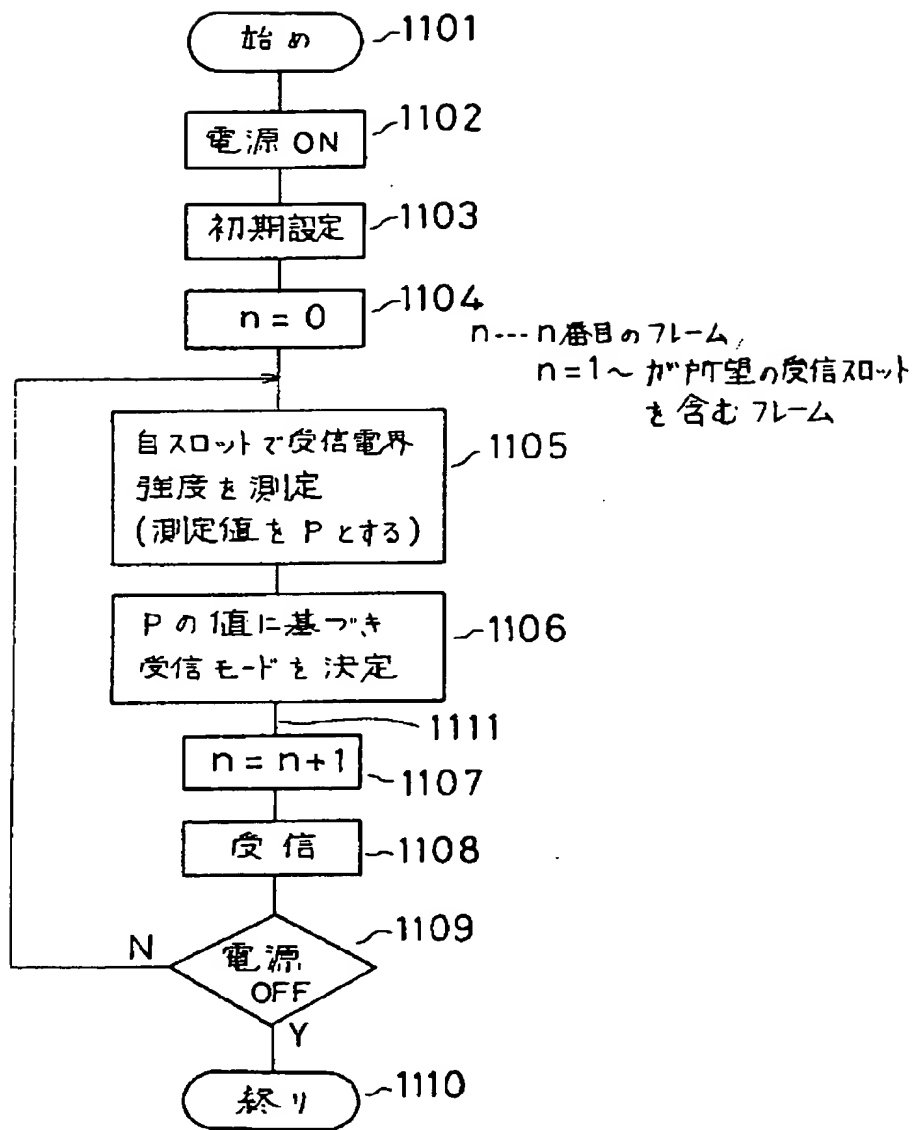 始め
1101
電源 ON
1102
初期設定
1103
n = 0
1104
n --- n番目のフレーム,
n = 1 ~ が所望の受信スロット
を含むフレーム
自スロットで受信電界
強度を測定
(測定値をPとする)
1105
Pの値に基づき
受信モードを決定
1106
1111
n = n+1
1107
受信
1108
電源
OFF
1109
N
Y
終り
1110